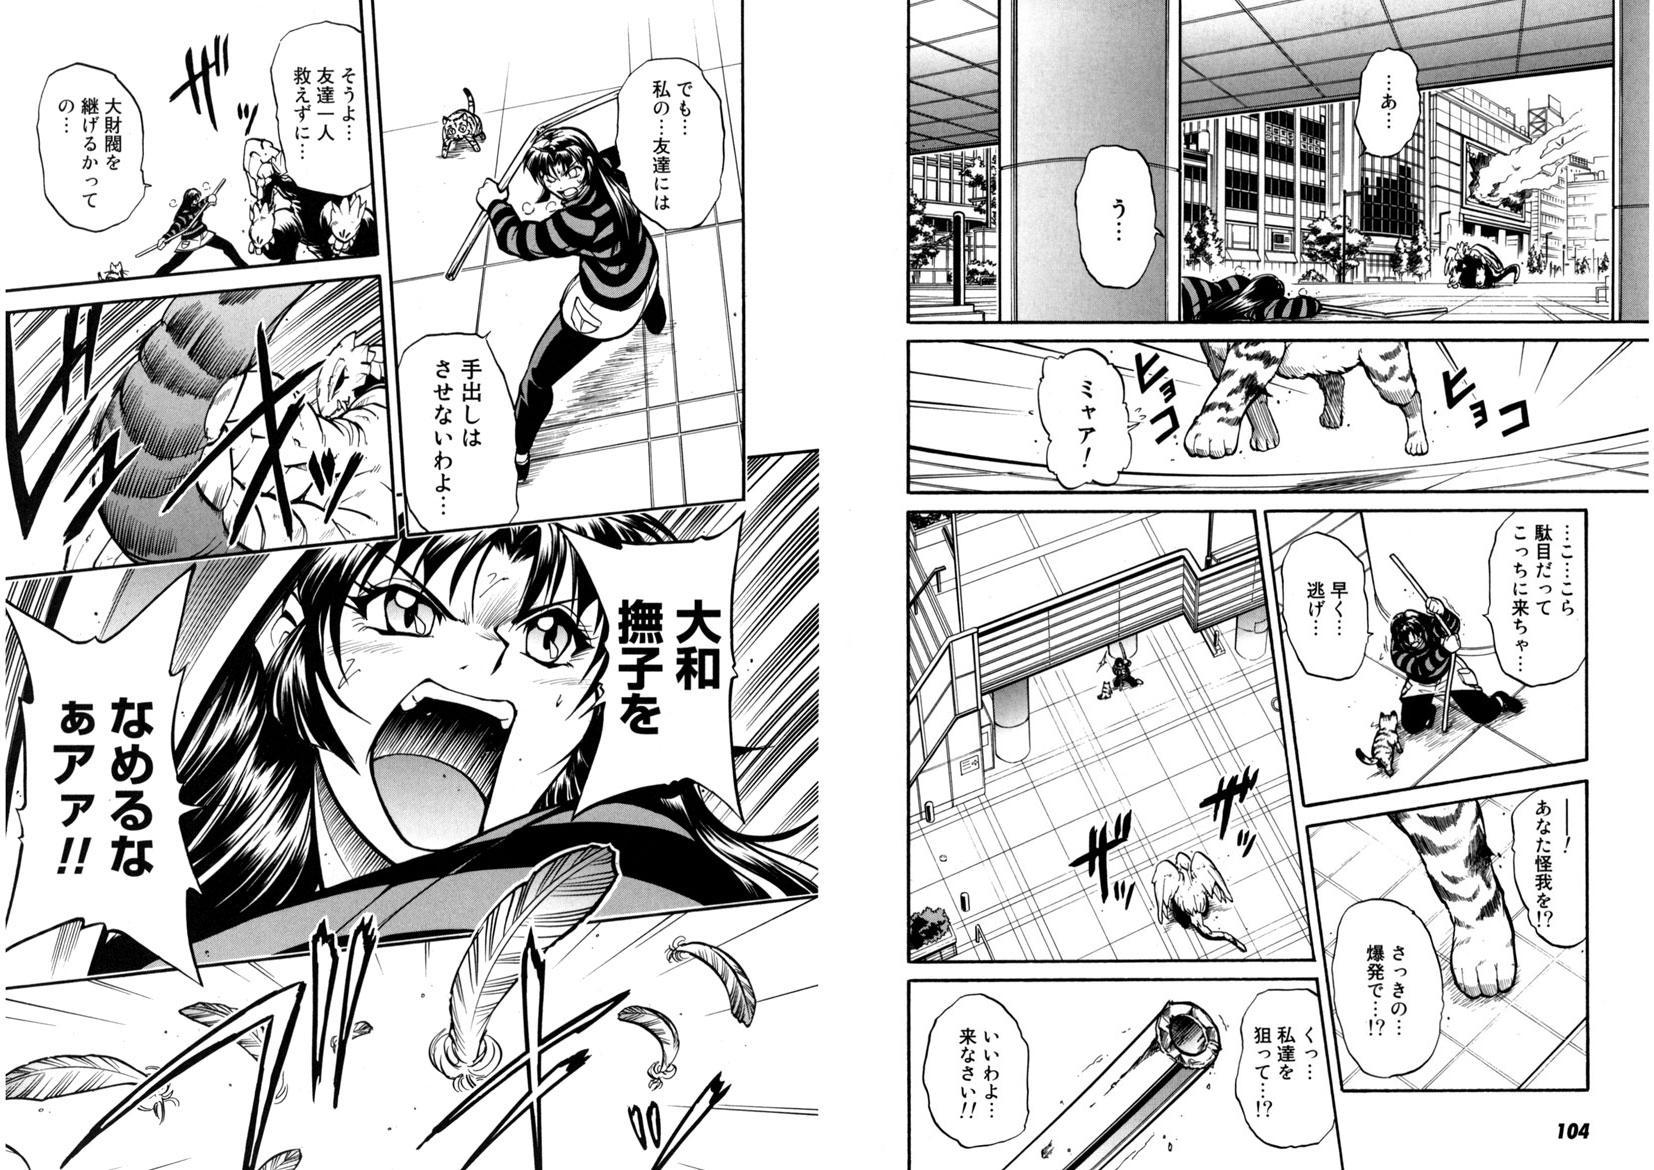 …あ…
う…
ヒョコ
ヒョコ
ミャア！
…こ…こら
駄目だって
こっちに来ちゃ…
早く…
逃げ…
―！
あなた怪我を!?
さっきの…
爆発で…!?
ザッ
ザッ
くっ…
私達を
狙って…!?
いいわよ…
来なさい!!
104
でも…
私の…友達には
手出しは
させないわよ…
そうよ…
友達一人
救えずに…
ザッ
大財閥を
継げるかって
の…
大和
撫子を
なめるな
ぁアァ!!